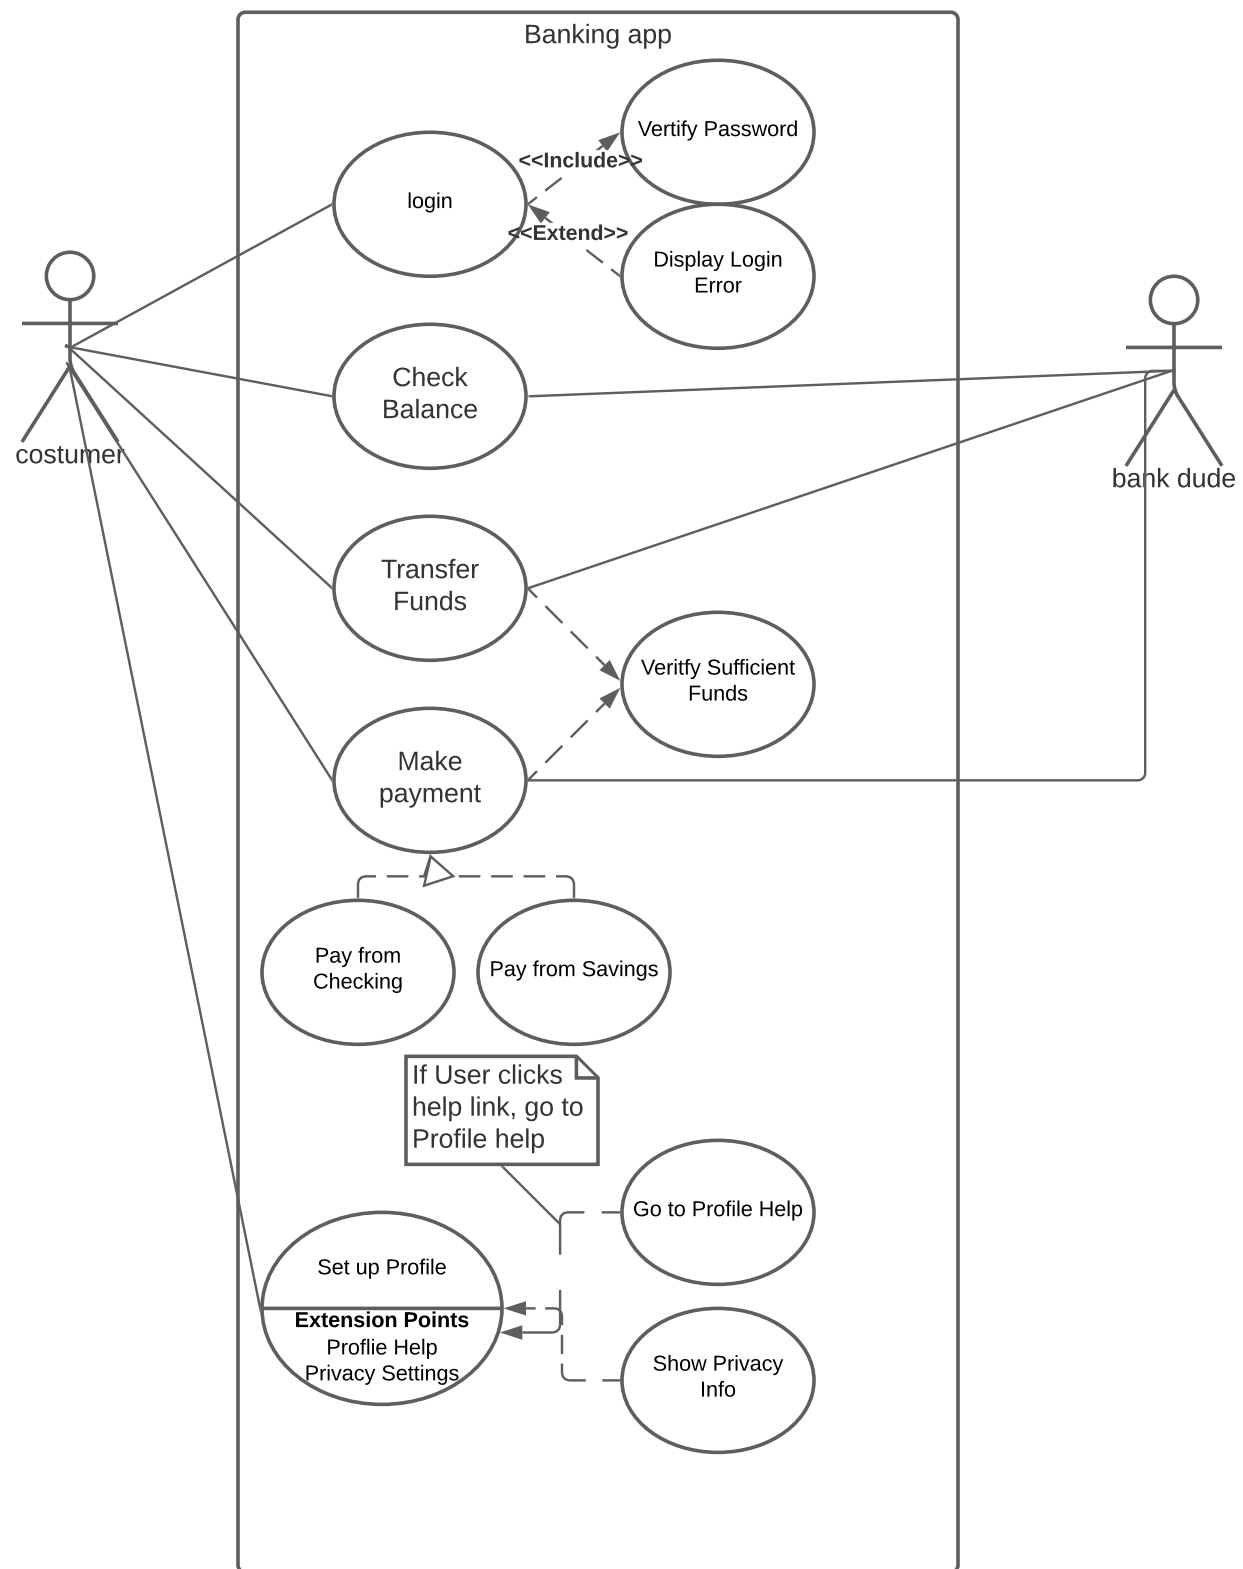 Banking app
Vertify Password
<<Include>>
login
<<Extend>>
Display Login
Error
Check
Balance
costumer
bank dude
Transfer
Funds
Veritfy Sufficient
Funds
Make
payment
Pay from
Checking
Pay from Savings
If User clicks
help link, go to
Profile help
Go to Profile Help
Set up Profile
Extension Points
Proflie Help
Privacy Settings
Show Privacy
Info